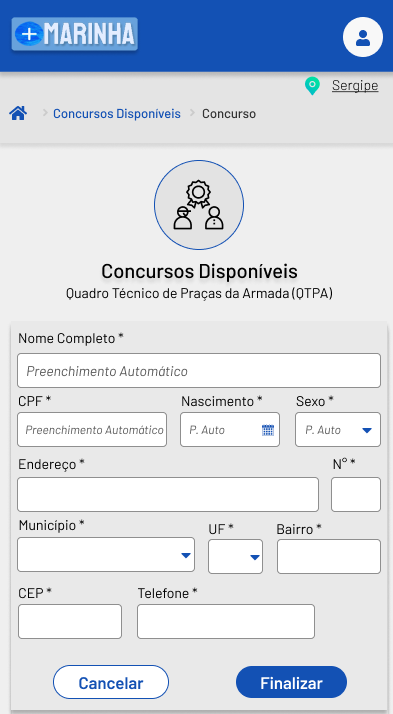 +MARINHA
Sergipe
Concursos Disponíveis > Concurso
Concursos Disponíveis
Quadro Técnico de Praças da Armada (QTPA)
Nome Completo *
Preenchimento Automático
CPF * Nascimento * Sexo *
Preenchimento Automático P. Auto P. Auto
Endereço * N° *
Município * UF * Bairro *
CEP * Telefone *
Cancelar Finalizar